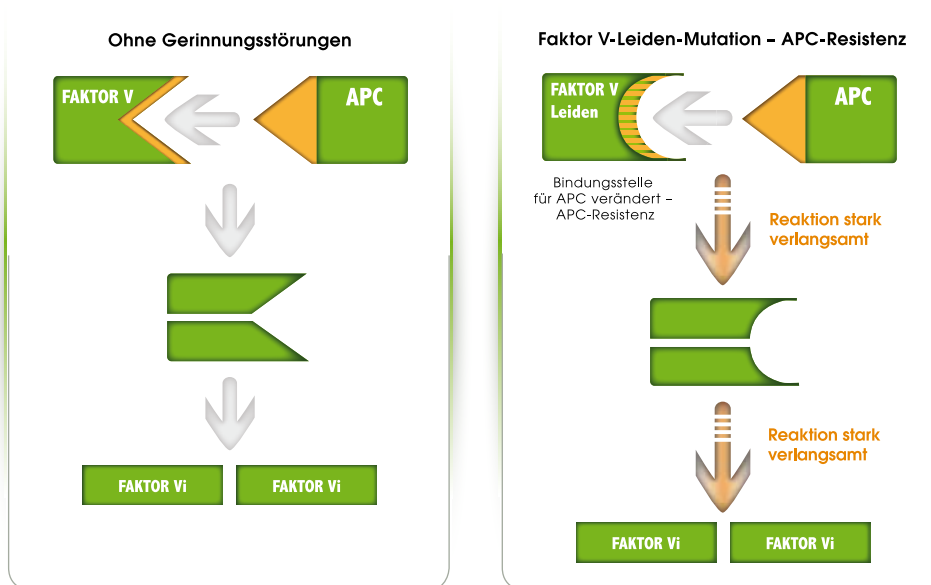 Ohne Gerinnungsstörungen
FAKTOR V
APC
FAKTOR Vi
FAKTOR Vi
Faktor V-Leiden-Mutation – APC-Resistenz
FAKTOR V
Leiden
APC
Bindungsstelle
für APC verändert –
APC-Resistenz
Reaktion stark
verlangsamt
Reaktion stark
verlangsamt
FAKTOR Vi
FAKTOR Vi